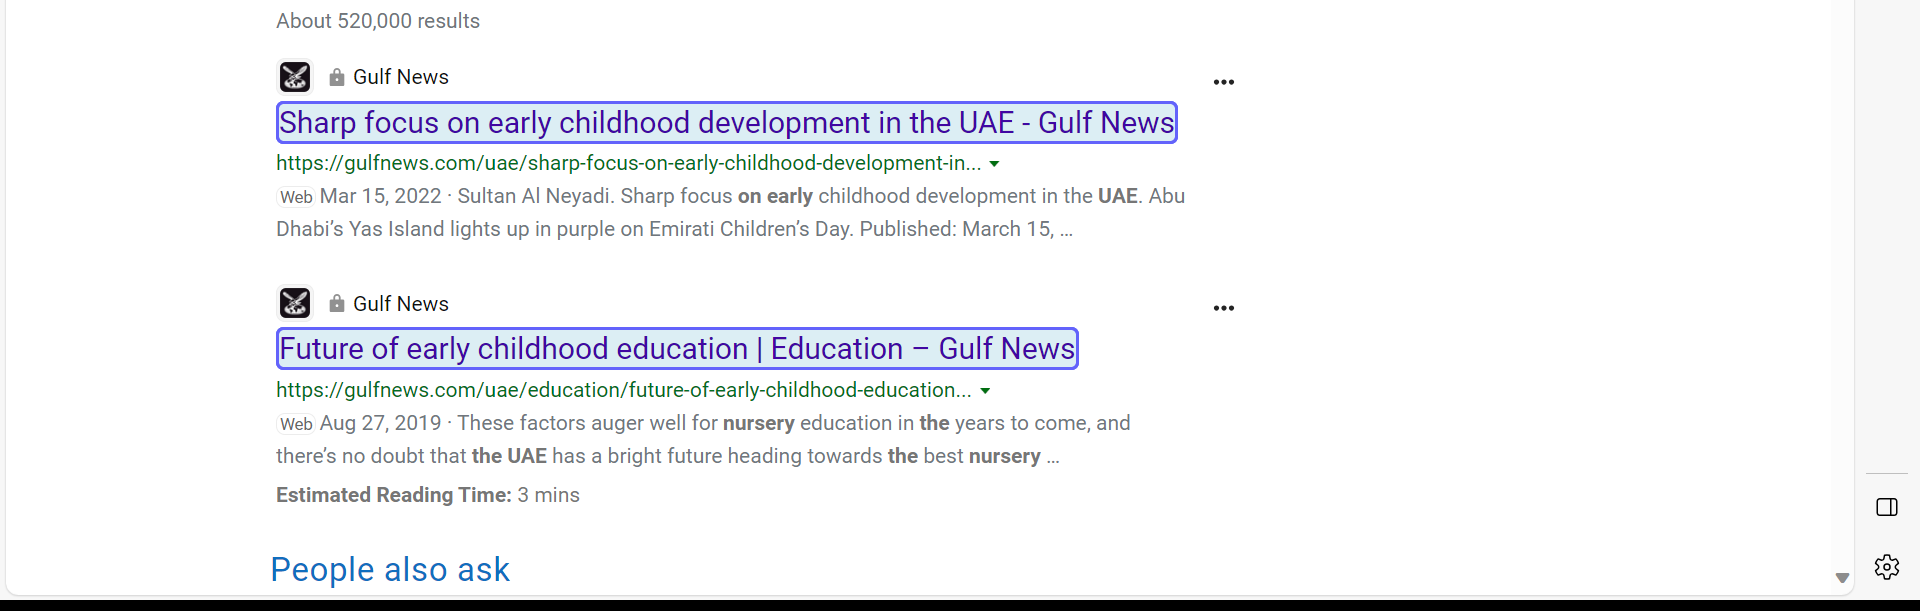 About 520,000 results
Gulf News
Sharp focus on early childhood development in the UAE - Gulf News
https://gulfnews.com/uae/sharp-focus-on-early-childhood-development-in...
Web Mar 15, 2022 · Sultan Al Neyadi. Sharp focus on early childhood development in the UAE. Abu
Dhabi’s Yas Island lights up in purple on Emirati Children’s Day. Published: March 15, ...
Gulf News
Future of early childhood education | Education – Gulf News
https://gulfnews.com/uae/education/future-of-early-childhood-education...
Web Aug 27, 2019 · These factors auger well for nursery education in the years to come, and
there’s no doubt that the UAE has a bright future heading towards the best nursery ...
Estimated Reading Time: 3 mins
People also ask